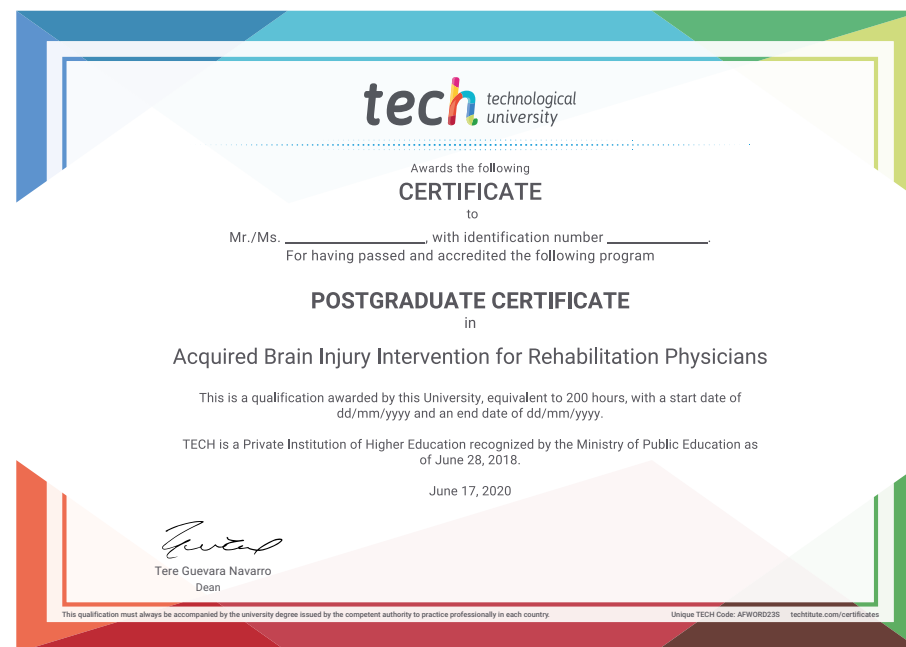 tech technological
university
Awards the following
CERTIFICATE
to
Mr./Ms. ____________________, with identification number ______________.
For having passed and accredited the following program
POSTGRADUATE CERTIFICATE
in
Acquired Brain Injury Intervention for Rehabilitation Physicians
This is a qualification awarded by this University, equivalent to 200 hours, with a start date of
dd/mm/yyyy and an end date of dd/mm/yyyy.
TECH is a Private Institution of Higher Education recognized by the Ministry of Public Education as
of June 28, 2018.
June 17, 2020
Tere Guevara Navarro
Dean
This qualification must always be accompanied by the university degree issued by the competent authority to practice professionally in each country. Unique TECH Code: AFWORD23S techtitute.com/certificates